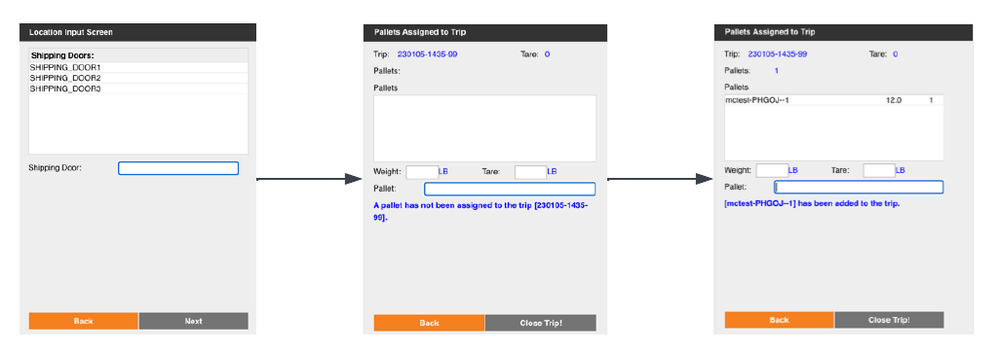 Location Input Screen
Shipping Doors:
SHIPPING_DOOR1
SHIPPING_DOOR2
SHIPPING_DOOR3
Shipping Door:
Back Next
Pallets Assigned to Trip
Trip: 230105-1435-99 Tare: 0
Pallets:
Pallets
Weight: LB Tare: LB
Pallet:
A pallet has not been assigned to the trip [230105-1435-
99].
Back Close Trip!
Pallets Assigned to Trip
Trip: 230105-1435-99 Tare: 0
Pallets: 1
Pallets
mctest-PHGOJ--1 12.0 1
Weight: LB Tare: LB
Pallet:
[mctest-PHGOJ--1] has been added to the trip.
Back Close Trip!